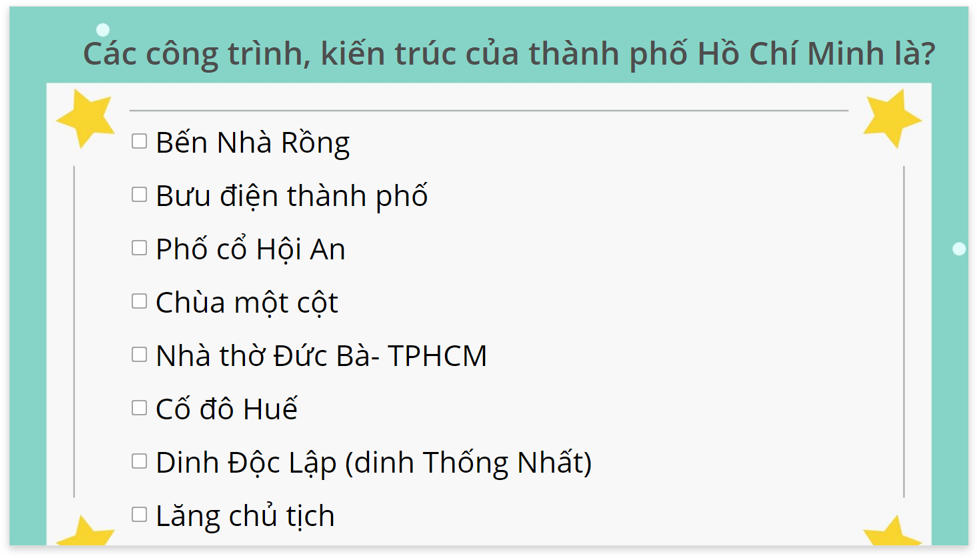 Các công trình, kiến trúc của thành phố Hồ Chí Minh là?
Bến Nhà Rồng
Bưu điện thành phố
Phố cổ Hội An
Chùa một cột
Nhà thờ Đức Bà- TPHCM
Cố đô Huế
Dinh Độc Lập (dinh Thống Nhất)
Lăng chủ tịch